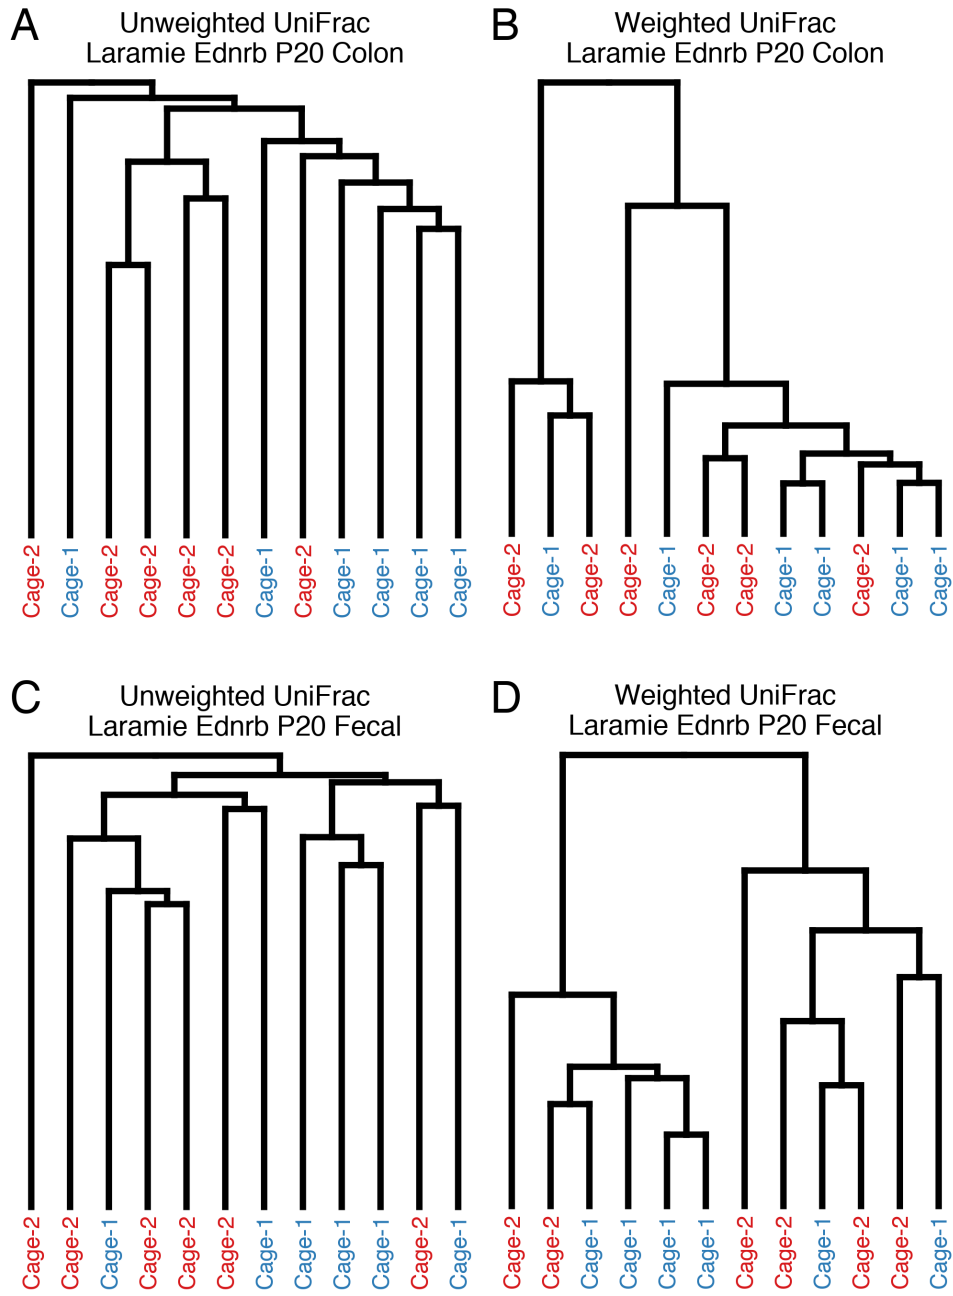 A
Unweighted UniFrac
Laramie Ednrb P20 Colon
Cage-2
Cage-1
Cage-2
Cage-2
Cage-2
Cage-2
Cage-1
Cage-2
Cage-1
Cage-1
Cage-1
Cage-1
B
Weighted UniFrac
Laramie Ednrb P20 Colon
Cage-2
Cage-1
Cage-2
Cage-2
Cage-1
Cage-2
Cage-2
Cage-1
Cage-1
Cage-2
Cage-1
Cage-1
C
Unweighted UniFrac
Laramie Ednrb P20 Fecal
Cage-2
Cage-2
Cage-1
Cage-2
Cage-2
Cage-2
Cage-1
Cage-1
Cage-1
Cage-1
Cage-2
Cage-1
D
Weighted UniFrac
Laramie Ednrb P20 Fecal
Cage-2
Cage-2
Cage-1
Cage-1
Cage-1
Cage-1
Cage-2
Cage-2
Cage-1
Cage-2
Cage-2
Cage-1